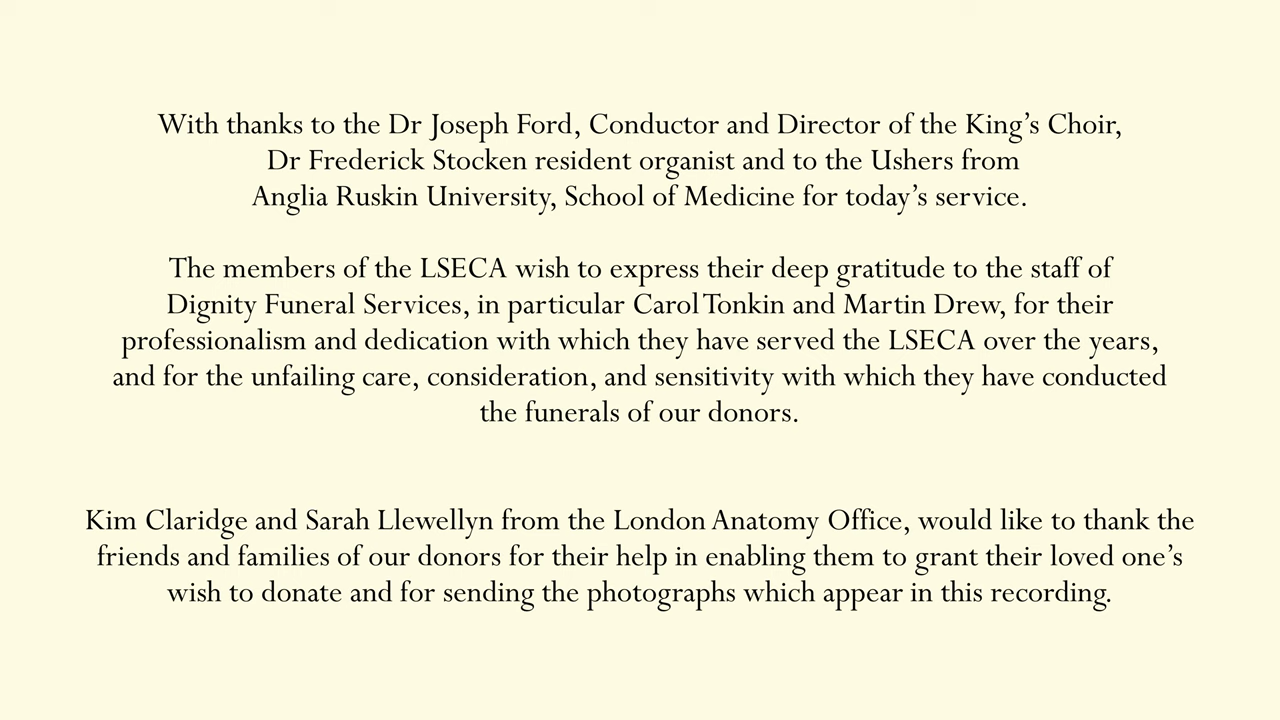 With thanks to the Dr Joseph Ford, Conductor and Director of the King’s Choir,
Dr Frederick Stocken resident organist and to the Ushers from
Anglia Ruskin University, School of Medicine for today’s service.
The members of the LSECA wish to express their deep gratitude to the staff of
Dignity Funeral Services, in particular Carol Tonkin and Martin Drew, for their
professionalism and dedication with which they have served the LSECA over the years,
and for the unfailing care, consideration, and sensitivity with which they have conducted
the funerals of our donors.
Kim Claridge and Sarah Llewellyn from the London Anatomy Office, would like to thank the
friends and families of our donors for their help in enabling them to grant their loved one’s
wish to donate and for sending the photographs which appear in this recording.